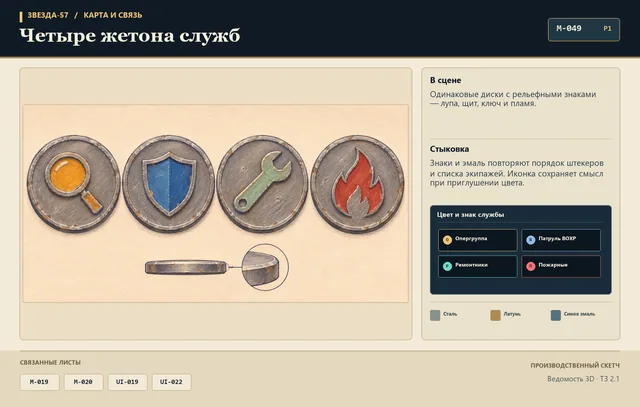 ЗВЕЗДА-57 / КАРТА И СВЯЗЬ
Четыре жетона служб
M-049 P1
В сцене
Одинаковые диски с рельефными знаками
— лупа, щит, ключ и пламя.
Стыковка
Знаки и эмаль повторяют порядок штекеров
и списка экипажей. Иконка сохраняет смысл
при приглушении цвета.
Цвет и знак службы
Опергруппа
Патруль ВОХР
Ремонтники
Пожарные
Сталь
Латунь
Синяя эмаль
СВЯЗАННЫЕ ЛИСТЫ
M-019 M-020 UI-019 UI-022
ПРОИЗВОДСТВЕННЫЙ СКЕТЧ
Ведомость 3D · ТЗ 2.1